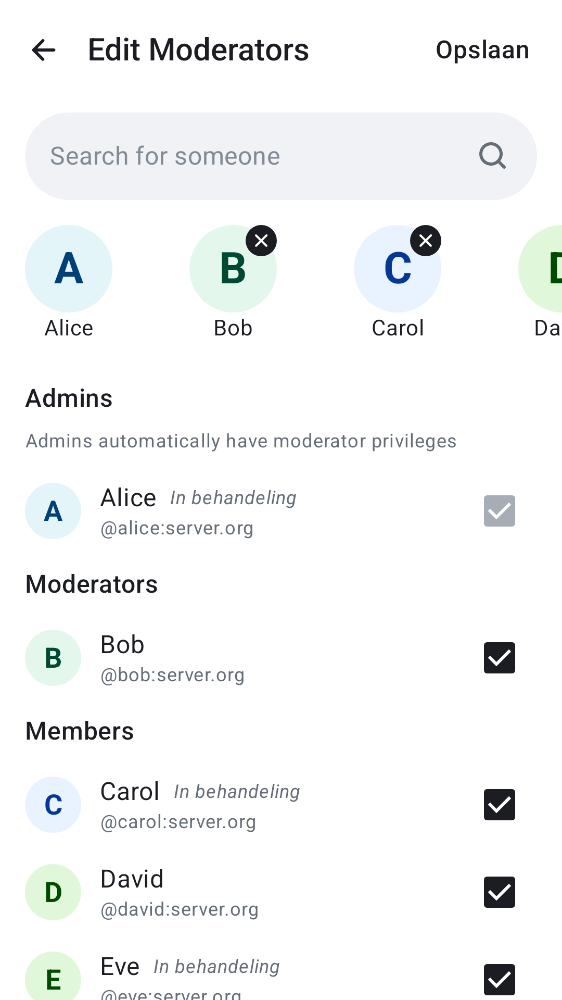 Edit Moderators
Opslaan
Search for someone
A
B
C
D
Alice
Bob
Carol
Da
Admins
Admins automatically have moderator privileges
A
Alice In behandeling
@alice:server.org
Moderators
B
Bob
@bob:server.org
Members
C
Carol In behandeling
@carol:server.org
D
David
@david:server.org
E
Eve In behandeling
@eve:server.org